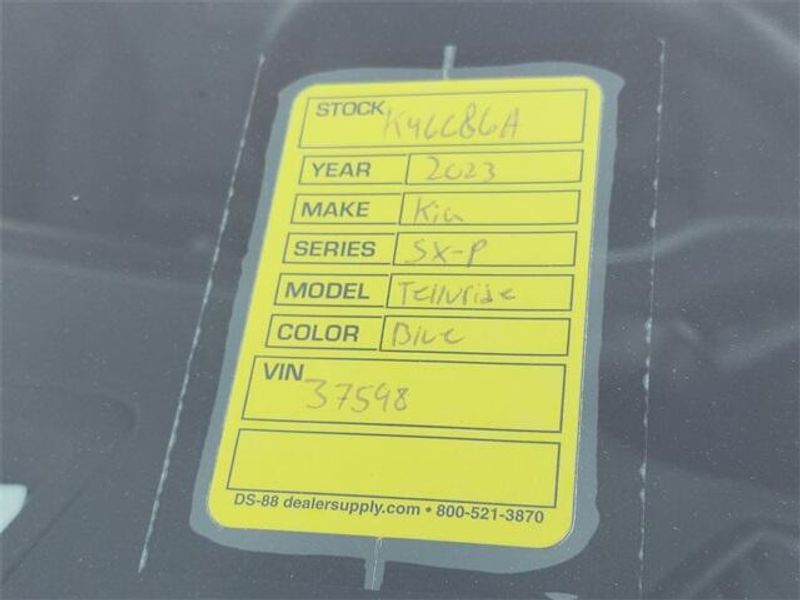 STOCK K46C86A
YEAR 2023
MAKE Kia
SERIES SX-P
MODEL Telluride
COLOR Blue
VIN 37598
DS-88 dealersupply.com • 800-521-3870